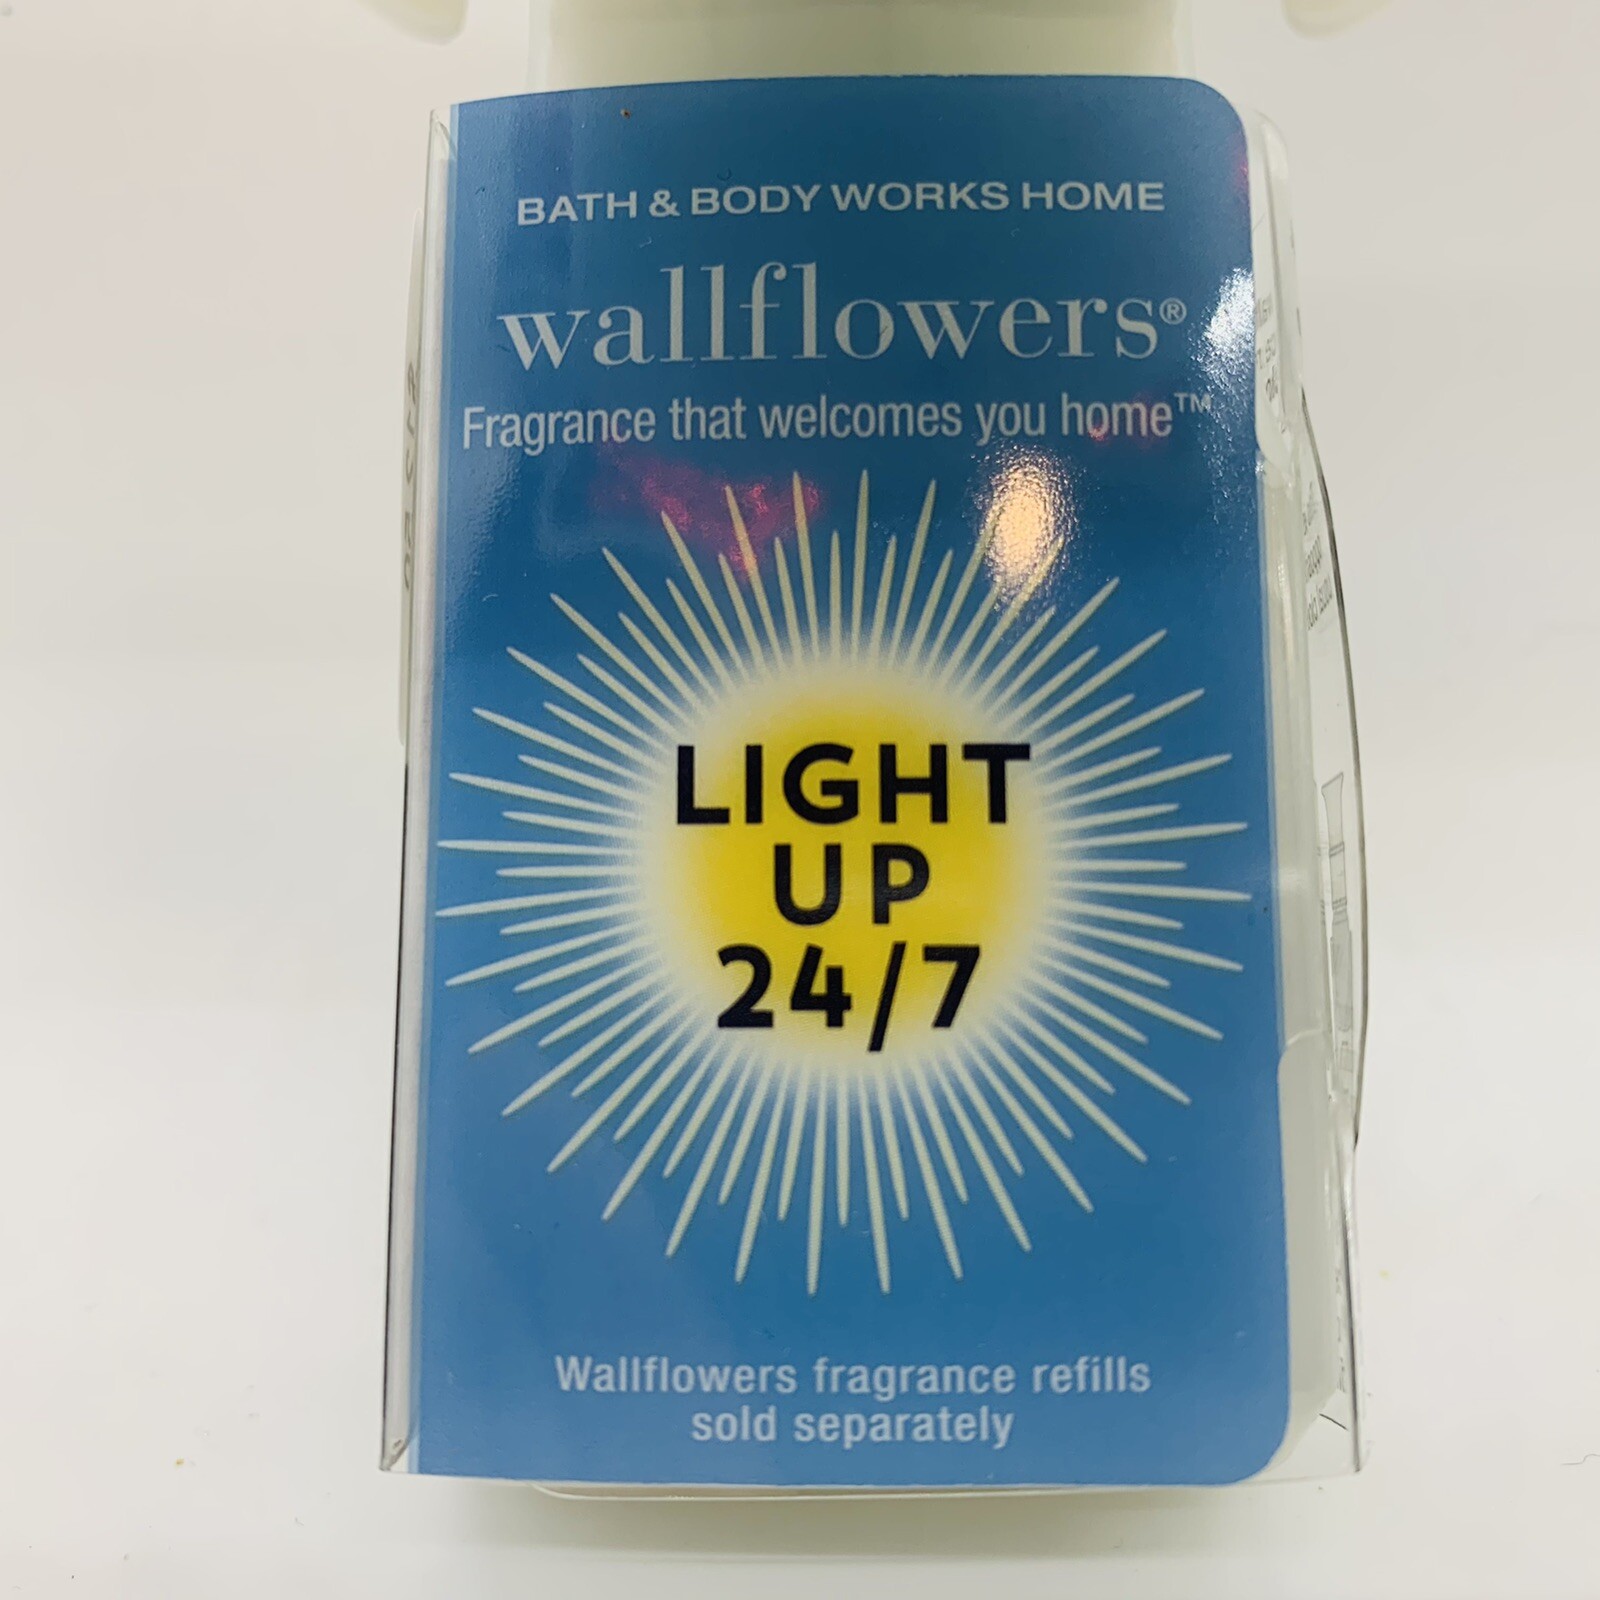 BATH & BODY WORKS HOME
wallflowers®
Fragrance that welcomes you home™
LIGHT
UP
24/7
Wallflowers fragrance refills
sold separately